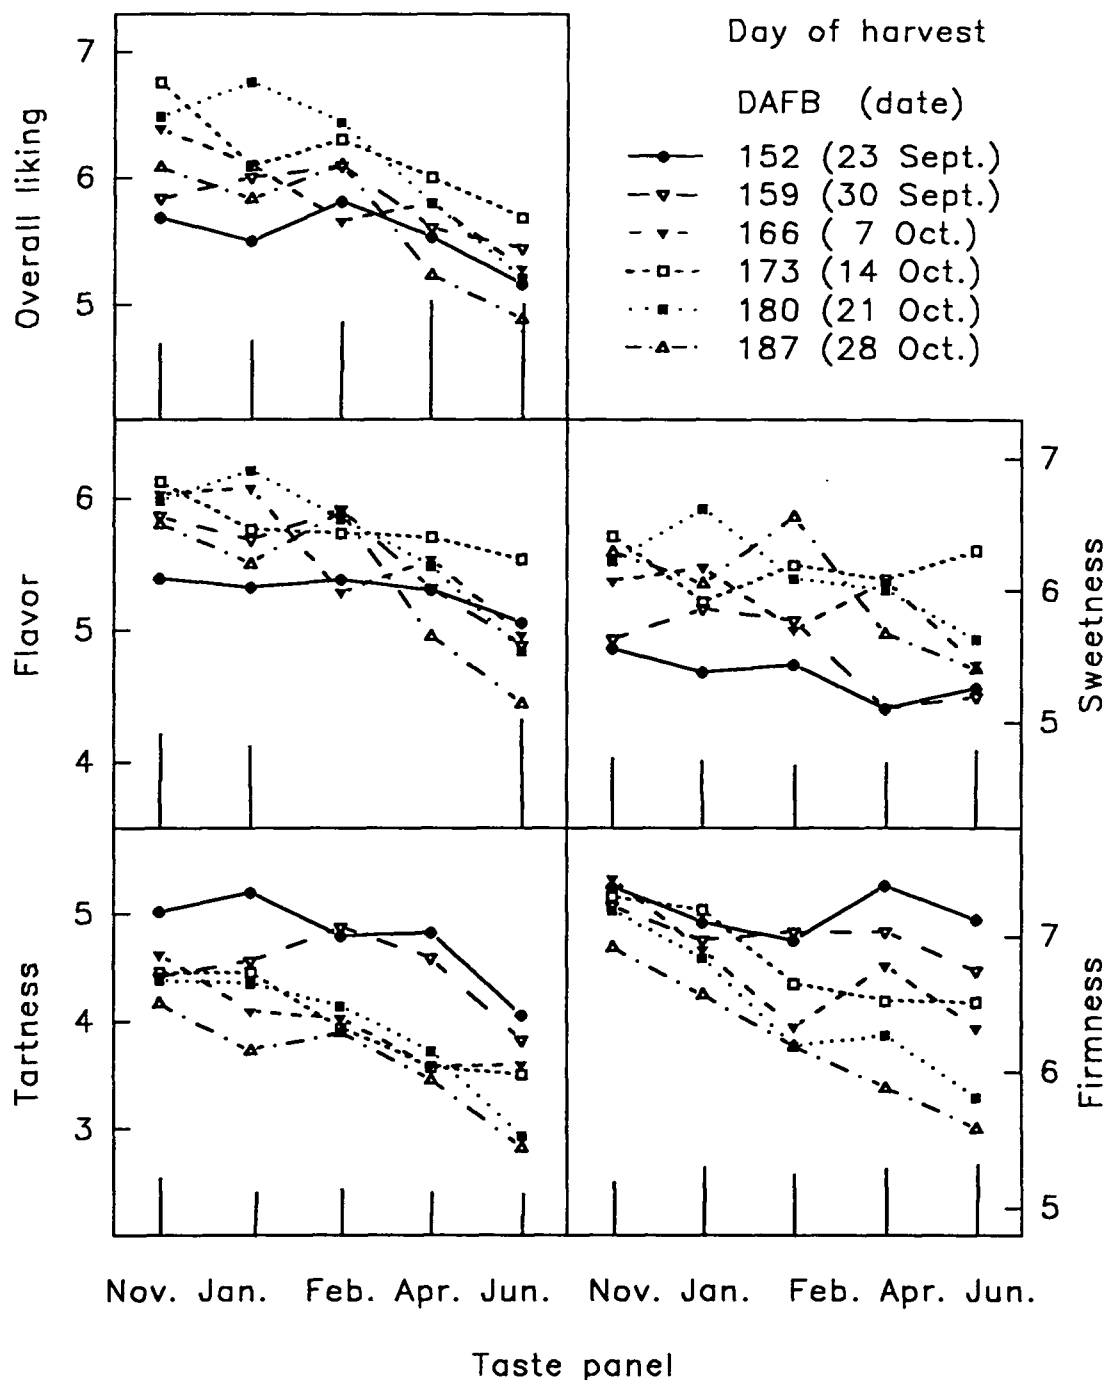 Day of harvest
DAFB (date)
152 (23 Sept.)
159 (30 Sept.)
166 ( 7 Oct.)
173 (14 Oct.)
180 (21 Oct.)
187 (28 Oct.)
Overall liking
7
6
5
Flavor
6
5
4
Sweetness
7
6
5
Tartness
5
4
3
Firmness
7
6
5
Nov. Jan. Feb. Apr. Jun. Nov. Jan. Feb. Apr. Jun.
Taste panel